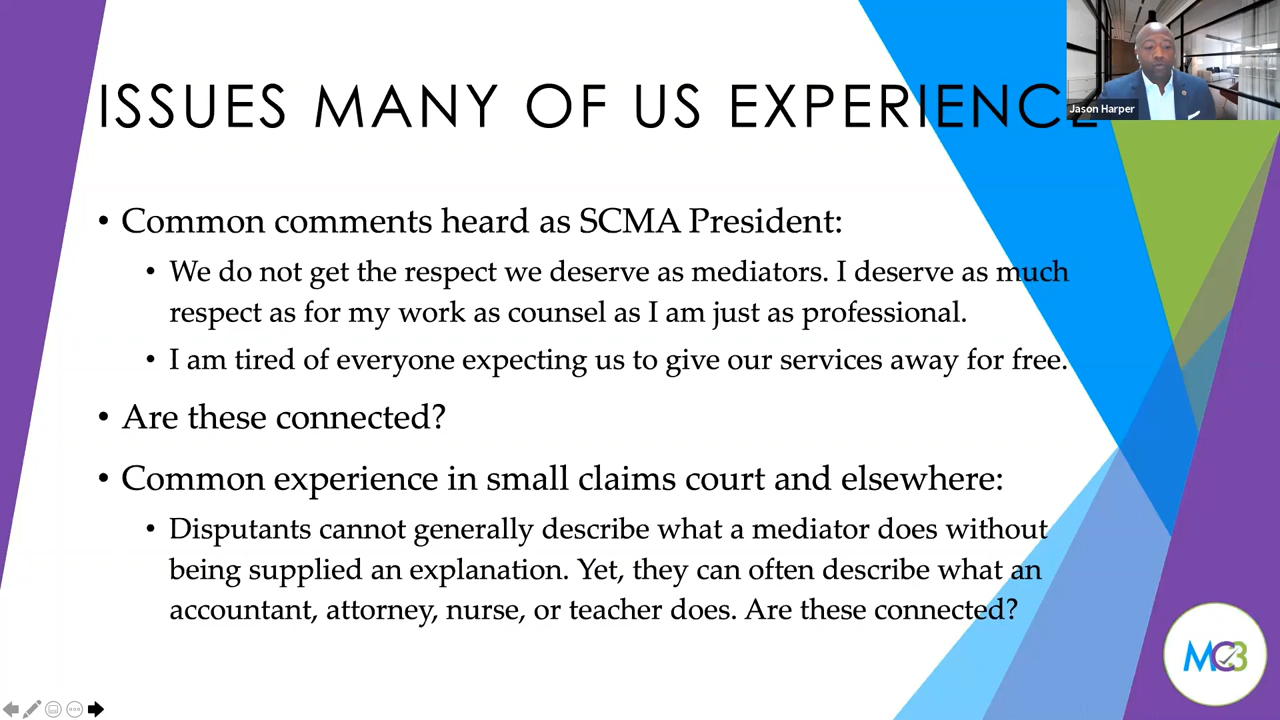 ISSUES MANY OF US EXPERIENCE
Jason Harper
• Common comments heard as SCMA President:
• We do not get the respect we deserve as mediators. I deserve as much
respect as for my work as counsel as I am just as professional.
• I am tired of everyone expecting us to give our services away for free.
• Are these connected?
• Common experience in small claims court and elsewhere:
• Disputants cannot generally describe what a mediator does without
being supplied an explanation. Yet, they can often describe what an
accountant, attorney, nurse, or teacher does. Are these connected?
MC3